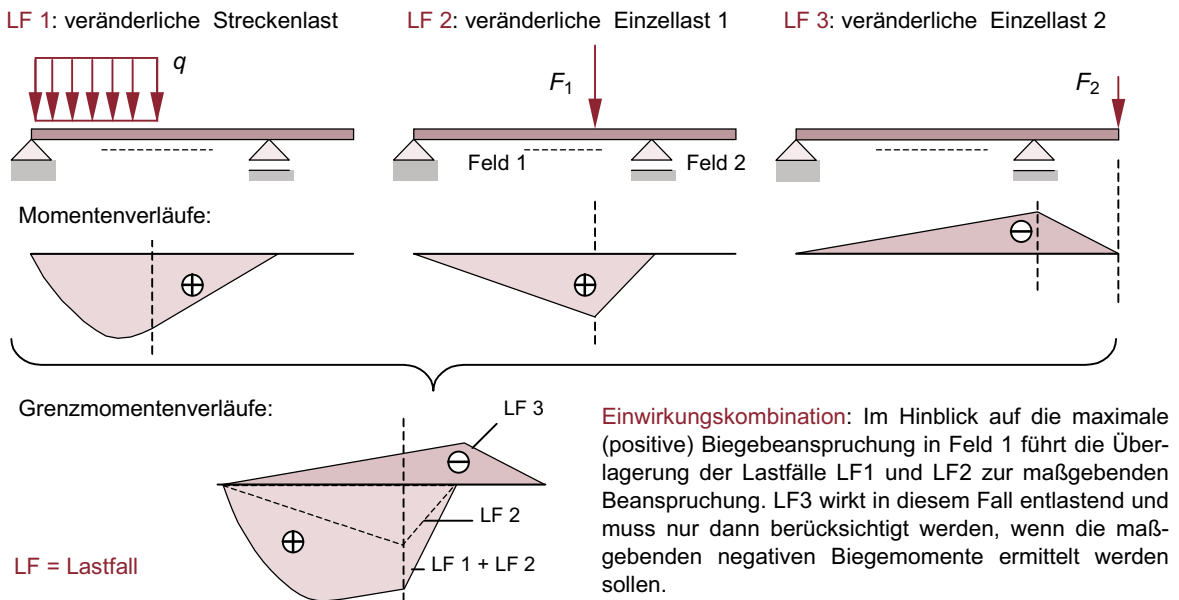 LF 1: veränderliche Streckenlast
LF 2: veränderliche Einzellast 1
LF 3: veränderliche Einzellast 2
q
F1
F2
Feld 1
Feld 2
Momentenverläufe:
Grenzmomentenverläufe:
LF 3
LF 2
LF 1 + LF 2
LF = Lastfall
Einwirkungskombination: Im Hinblick auf die maximale
(positive) Biegebeanspruchung in Feld 1 führt die Über-
lagerung der Lastfälle LF1 und LF2 zur maßgebenden
Beanspruchung. LF3 wirkt in diesem Fall entlastend und
muss nur dann berücksichtigt werden, wenn die maß-
gebenden negativen Biegemomente ermittelt werden
sollen.